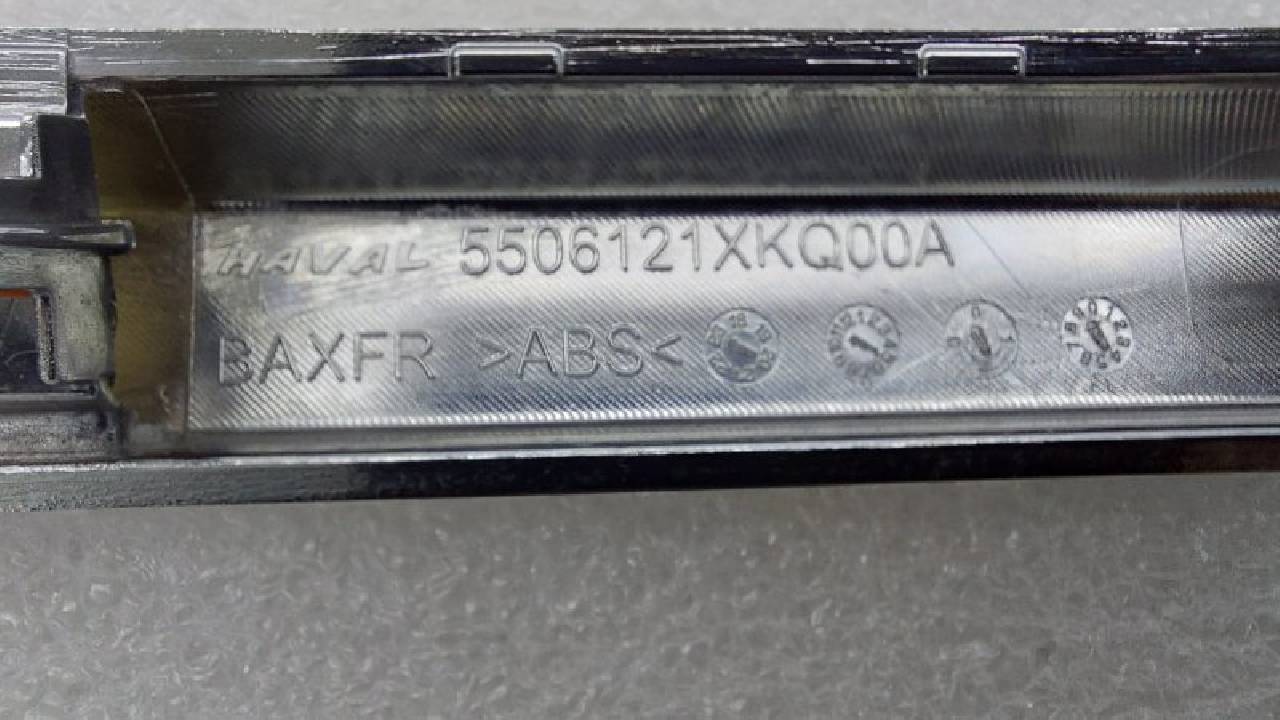 HAVAL 5506121XKQ00A
BAXFR >ABS<